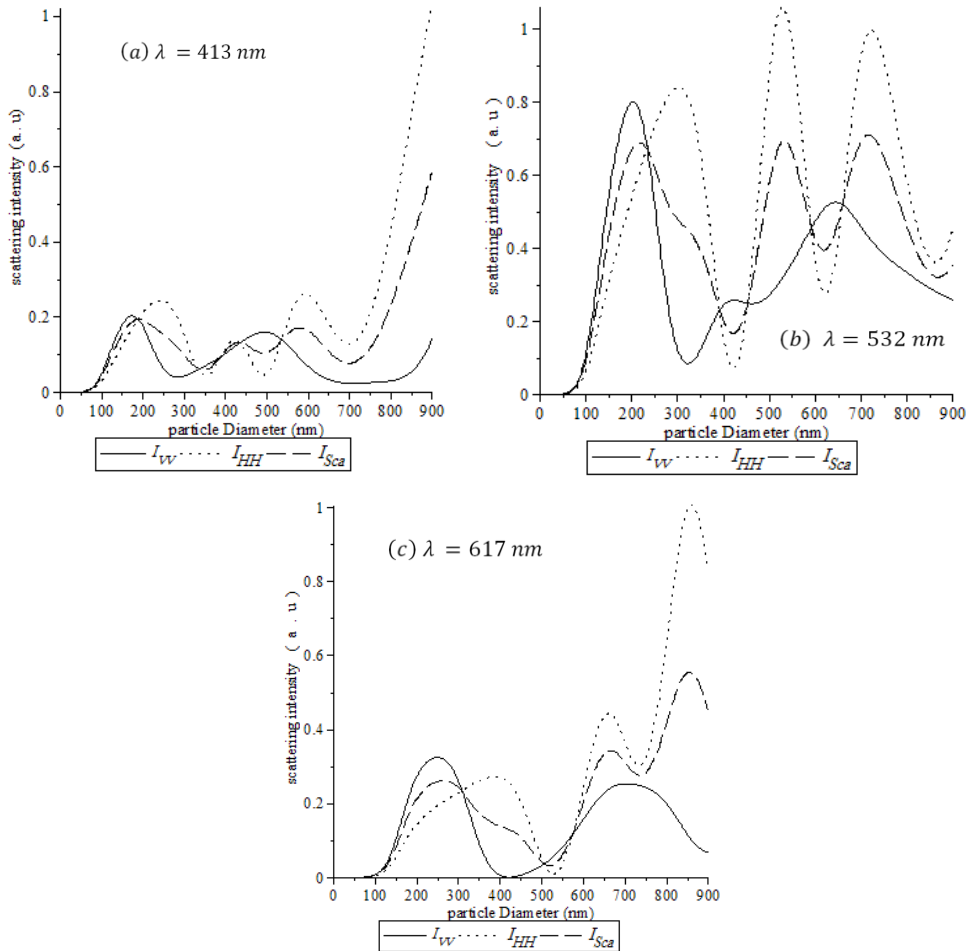 (a) λ = 413 nm
scattering intensity (a. u)
1
0.8
0.6
0.4
0.2
0
0 100 200 300 400 500 600 700 800 900
particle Diameter (nm)
I_VV I_HH I_Sca
(b) λ = 532 nm
scattering intensity (a. u)
1
0.8
0.6
0.4
0.2
0
0 100 200 300 400 500 600 700 800 900
particle Diameter (nm)
I_VV I_HH I_Sca
(c) λ = 617 nm
scattering intensity (a . u)
1
0.8
0.6
0.4
0.2
0
0 100 200 300 400 500 600 700 800 900
particle Diameter (nm)
I_VV I_HH I_Sca